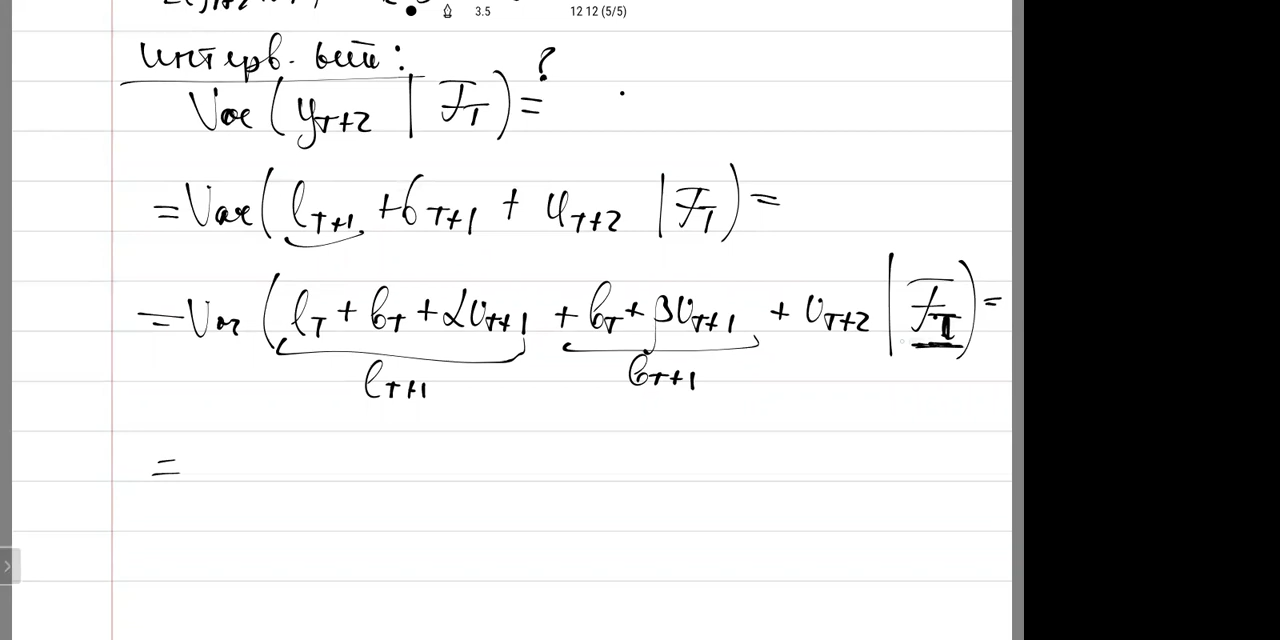 3.5 12 12 (5/5)
интерв. вый :
Var ( y_{T+2} | F_T ) = ?
= Var ( l_{T+1} + b_{T+1} + u_{T+2} | F_T ) =
= Var ( l_T + b_T + αu_{T+1} + b_T + βu_{T+1} + u_{T+2} | F_T ) =
l_{T+1} b_{T+1}
=